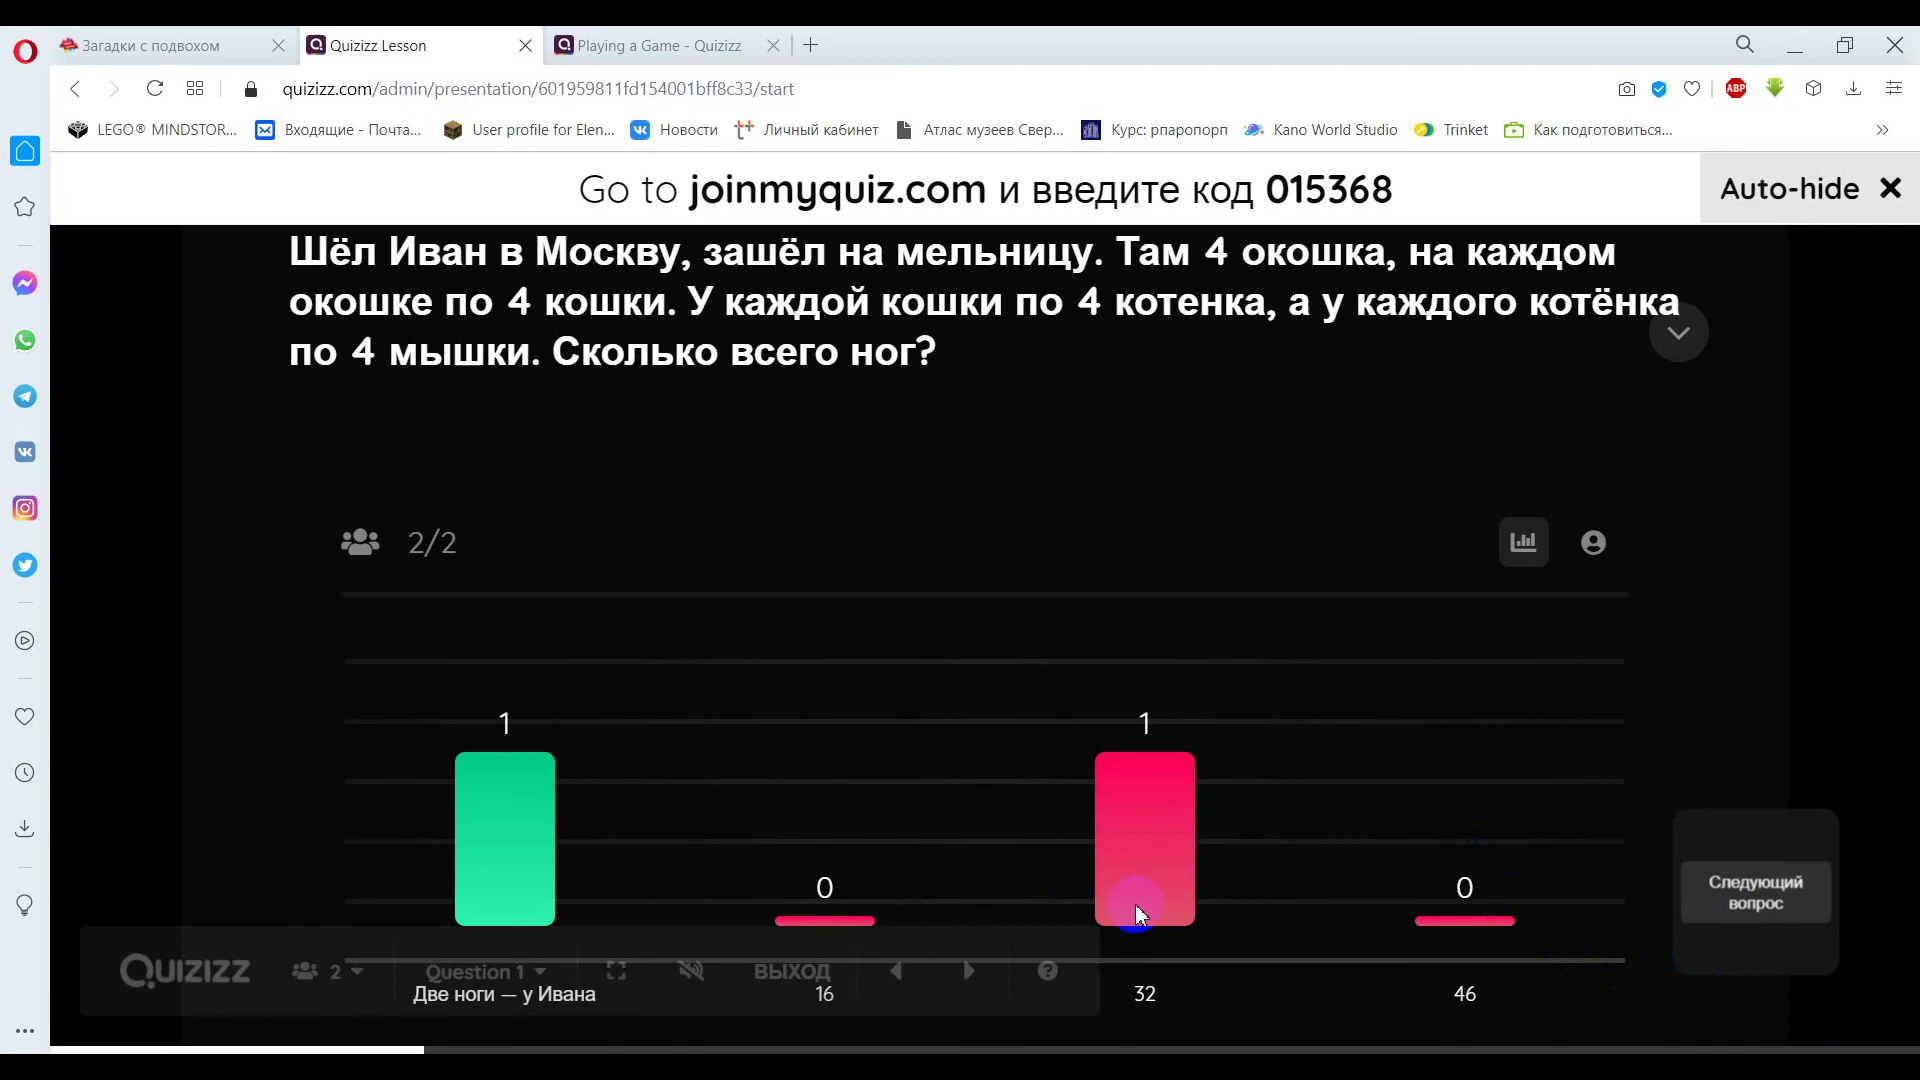 Загадки с подвохом
Quizizz Lesson
Playing a Game - Quizizz
quizizz.com/admin/presentation/601959811fd154001bff8c33/start
LEGO® MINDSTOR...
Входящие - Почта...
User profile for Elen...
Новости
Личный кабинет
Атлас музеев Свер...
Курс: рпаропорп
Kano World Studio
Trinket
Как подготовиться...
Go to joinmyquiz.com и введите код 015368
Auto-hide
Шёл Иван в Москву, зашёл на мельницу. Там 4 окошка, на каждом
окошке по 4 кошки. У каждой кошки по 4 котенка, а у каждого котёнка
по 4 мышки. Сколько всего ног?
2/2
1
0
1
0
Следующий
вопрос
QUIZIZZ
2
Question 1
ВЫХОД
Две ноги — у Ивана
16
32
46
ABP